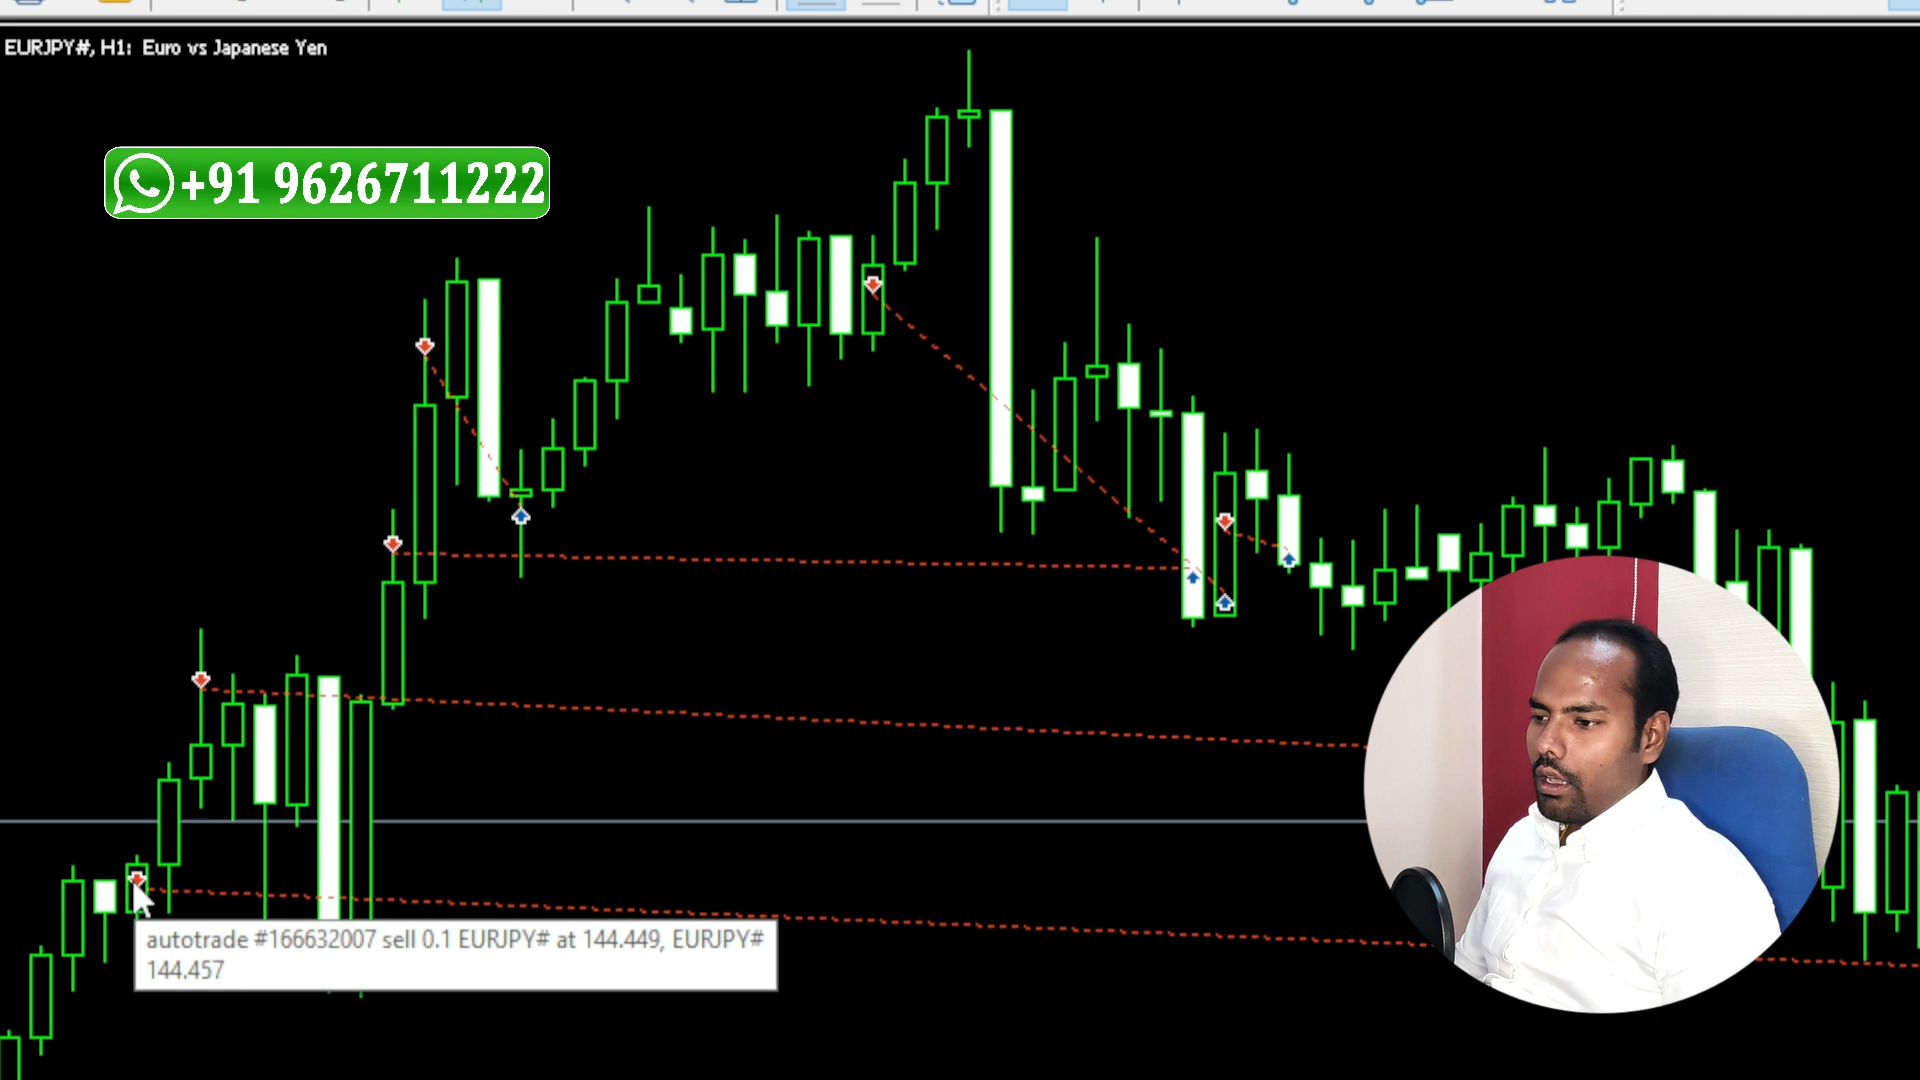 EURJPY#, H1: Euro vs Japanese Yen
+91 9626711222
autotrade #166632007 sell 0.1 EURJPY# at 144.449, EURJPY#
144.457